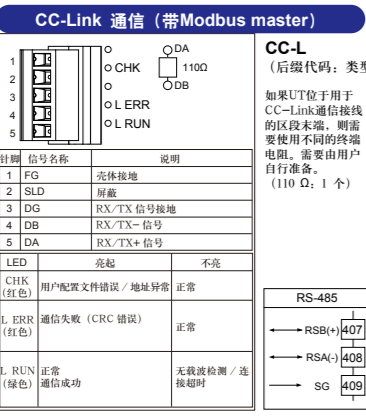 CC-Link 通信（带Modbus master）
1
2
3
4
5
CHK
L ERR
L RUN
DA
110Ω
DB
CC-L
（后缀代码：类型
如果UT位于用于
CC-Link通信接线
的区段末端，则需
要使用不同的终端
电阻。需要由用户
自行准备。
（110 Ω：1 个）
针脚 信号名称 说明
1 FG 壳体接地
2 SLD 屏蔽
3 DG RX/TX 信号接地
4 DB RX/TX- 信号
5 DA RX/TX+ 信号
LED 亮起 不亮
CHK
（红色） 用户配置文件错误 / 地址异常 正常
L ERR
（红色） 通信失败（CRC 错误） 正常
L RUN
（绿色） 正常
通信成功
无载波检测 / 连
接超时
RS-485
RSB(+) 407
RSA(-) 408
SG 409